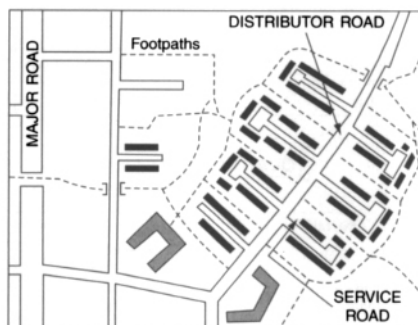 DISTRIBUTOR ROAD
Footpaths
MAJOR ROAD
SERVICE
ROAD